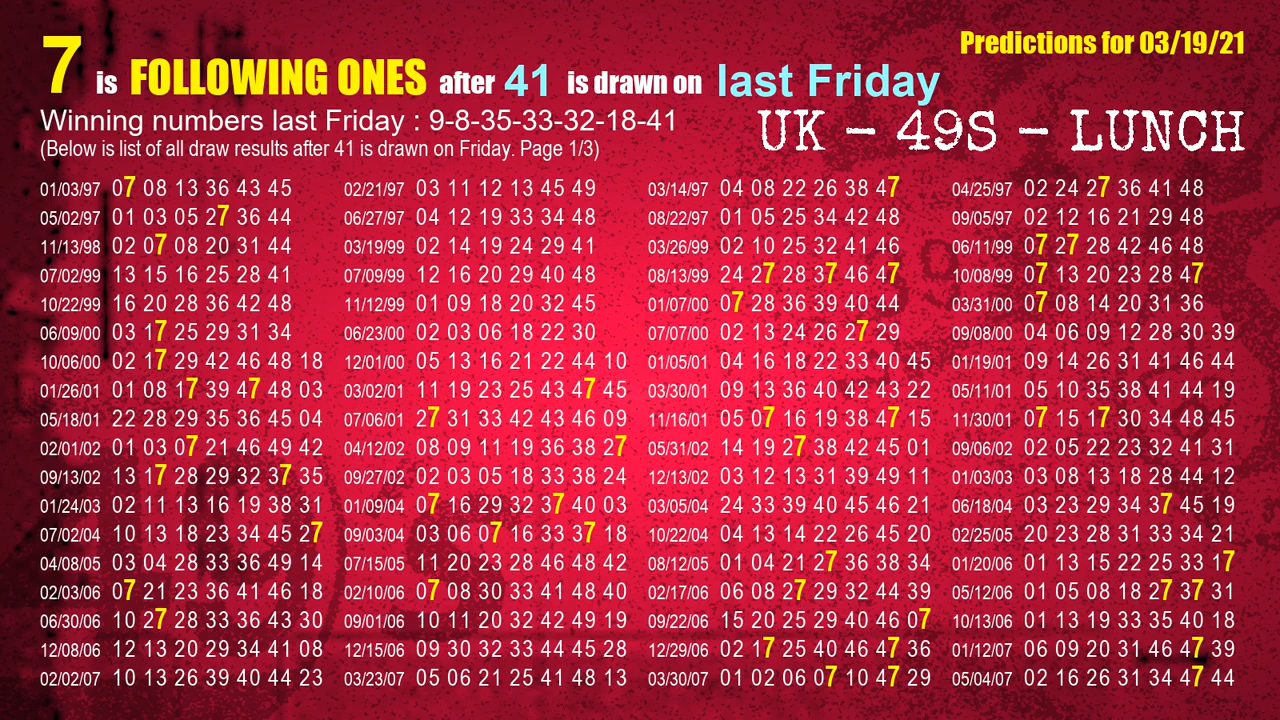 Predictions for 03/19/21
7 is FOLLOWING ONES after 41 is drawn on last Friday
Winning numbers last Friday : 9-8-35-33-32-18-41
UK - 49S - LUNCH
(Below is list of all draw results after 41 is drawn on Friday. Page 1/3)
01/03/97 07 08 13 36 43 45 02/21/97 03 11 12 13 45 49 03/14/97 04 08 22 26 38 47 04/25/97 02 24 27 36 41 48
05/02/97 01 03 05 27 36 44 06/27/97 04 12 19 33 34 48 08/22/97 01 05 25 34 42 48 09/05/97 02 12 16 21 29 48
11/13/98 02 07 08 20 31 44 03/19/99 02 14 19 24 29 41 03/26/99 02 10 25 32 41 46 06/11/99 07 27 28 42 46 48
07/02/99 13 15 16 25 28 41 07/09/99 12 16 20 29 40 48 08/13/99 24 27 28 37 46 47 10/08/99 07 13 20 23 28 47
10/22/99 16 20 28 36 42 48 11/12/99 01 09 18 20 32 45 01/07/00 07 28 36 39 40 44 03/31/00 07 08 14 20 31 36
06/09/00 03 17 25 29 31 34 06/23/00 02 03 06 18 22 30 07/07/00 02 13 24 26 27 29 09/08/00 04 06 09 12 28 30 39
10/06/00 02 17 29 42 46 48 18 12/01/00 05 13 16 21 22 44 10 01/05/01 04 16 18 22 33 40 45 01/19/01 09 14 26 31 41 46 44
01/26/01 01 08 17 39 47 48 03 03/02/01 11 19 23 25 43 47 45 03/30/01 09 13 36 40 42 43 22 05/11/01 05 10 35 38 41 44 19
05/18/01 22 28 29 35 36 45 04 07/06/01 27 31 33 42 43 46 09 11/16/01 05 07 16 19 38 47 15 11/30/01 07 15 17 30 34 48 45
02/01/02 01 03 07 21 46 49 42 04/12/02 08 09 11 19 36 38 27 05/31/02 14 19 27 38 42 45 01 09/06/02 02 05 22 23 32 41 31
09/13/02 13 17 28 29 32 37 35 09/27/02 02 03 05 18 33 38 24 12/13/02 03 12 13 31 39 49 11 01/03/03 03 08 13 18 28 44 12
01/24/03 02 11 13 16 19 38 31 01/09/04 07 16 29 32 37 40 03 03/05/04 24 33 39 40 45 46 21 06/18/04 03 23 29 34 37 45 19
07/02/04 10 13 18 23 34 45 27 09/03/04 03 06 07 16 33 37 18 10/22/04 04 13 14 22 26 45 20 02/25/05 20 23 28 31 33 34 21
04/08/05 03 04 28 33 36 49 14 07/15/05 11 20 23 28 46 48 42 08/12/05 01 04 21 27 36 38 34 01/20/06 01 13 15 22 25 33 17
02/03/06 07 21 23 36 41 46 18 02/10/06 07 08 30 33 41 48 40 02/17/06 06 08 27 29 32 44 39 05/12/06 01 05 08 18 27 37 31
06/30/06 10 27 28 33 36 43 30 09/01/06 10 11 20 32 42 49 19 09/22/06 15 20 25 29 40 46 07 10/13/06 01 13 19 33 35 40 18
12/08/06 12 13 20 29 34 41 08 12/15/06 09 30 32 33 44 45 28 12/29/06 02 17 25 40 46 47 36 01/12/07 06 09 20 31 46 47 39
02/02/07 10 13 26 39 40 44 23 03/23/07 05 06 21 25 41 48 13 03/30/07 01 02 06 07 10 47 29 05/04/07 02 16 26 31 34 47 44